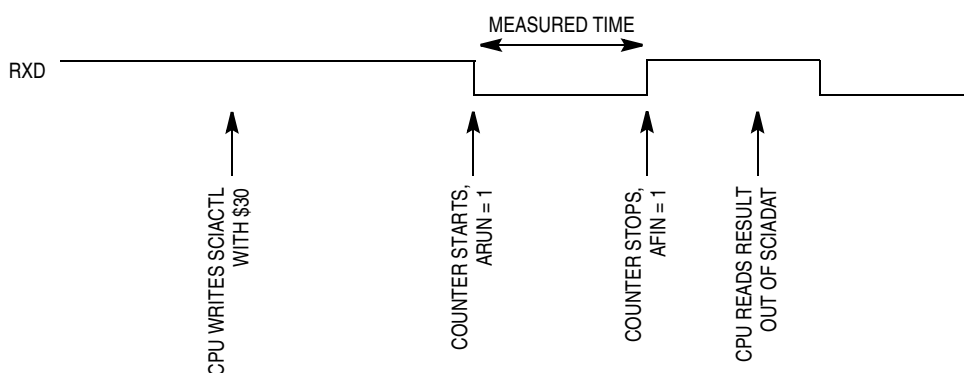 MEASURED TIME
RXD
CPU WRITES SCIACTL
WITH $30
COUNTER STARTS,
ARUN = 1
COUNTER STOPS,
AFIN = 1
CPU READS RESULT
OUT OF SCIADAT